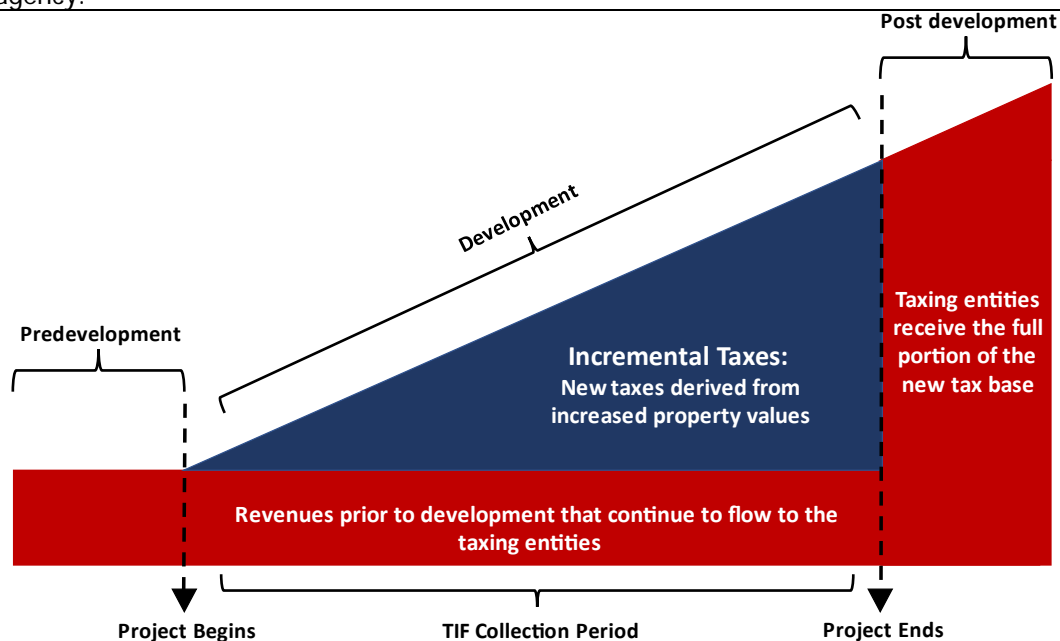 agency.
Post development
Development
Predevelopment
Taxing entities
receive the full
portion of the
new tax base
Incremental Taxes:
New taxes derived from
increased property values
Revenues prior to development that continue to flow to the
taxing entities
Project Begins
TIF Collection Period
Project Ends